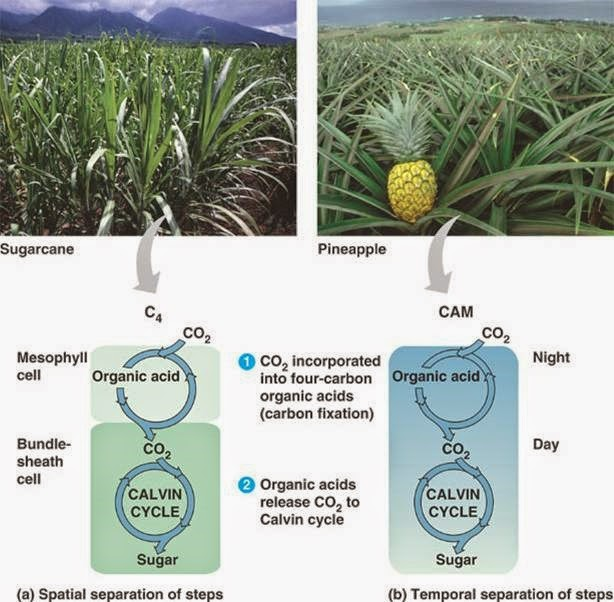 Sugarcane
Pineapple
C₄
CAM
CO₂
Mesophyll
cell
Organic acid
Bundle-
sheath
cell
CO₂
CALVIN
CYCLE
Sugar
1 CO₂ incorporated
into four-carbon
organic acids
(carbon fixation)
2 Organic acids
release CO₂ to
Calvin cycle
CO₂
Organic acid
Night
CO₂
Day
CALVIN
CYCLE
Sugar
(a) Spatial separation of steps
(b) Temporal separation of steps